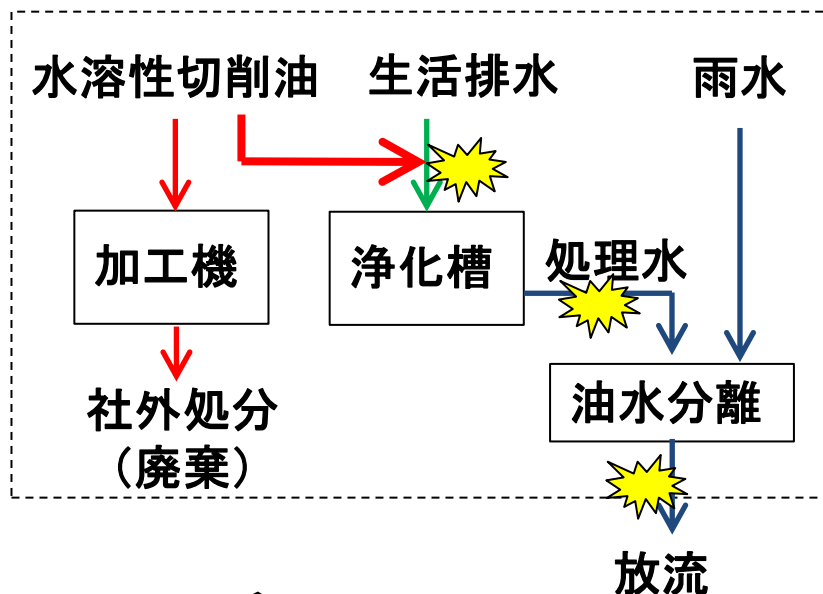 水溶性切削油
生活排水
雨水
加工機
浄化槽
処理水
社外処分
（廃棄）
油水分離
放流